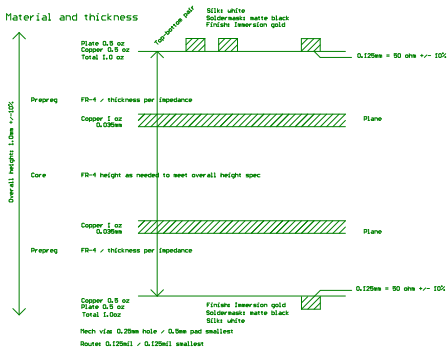 Material and thickness
Top-bottom pair
Silk: white
Soldermask: matte black
Finish: Immersion gold
Plate 0.5 oz
Copper 0.5 oz
Total 1.0 oz
0.125mm = 50 ohm +/- 10%
Overall height: 1.0mm +/-10%
Prepreg
FR-4 / thickness per impedance
Copper 1 oz
0.035mm
Plane
Core
FR-4 height as needed to meet overall height spec
Copper 1 oz
0.035mm
Plane
Prepreg
FR-4 / thickness per impedance
0.125mm = 50 ohm +/- 10%
Copper 0.5 oz
Plate 0.5 oz
Total 1.0oz
Finish: Immersion gold
Soldermask: matte black
Silk: white
Mech vias 0.25mm hole / 0.5mm pad smallest
Route: 0.125mil / 0.125mil smallest